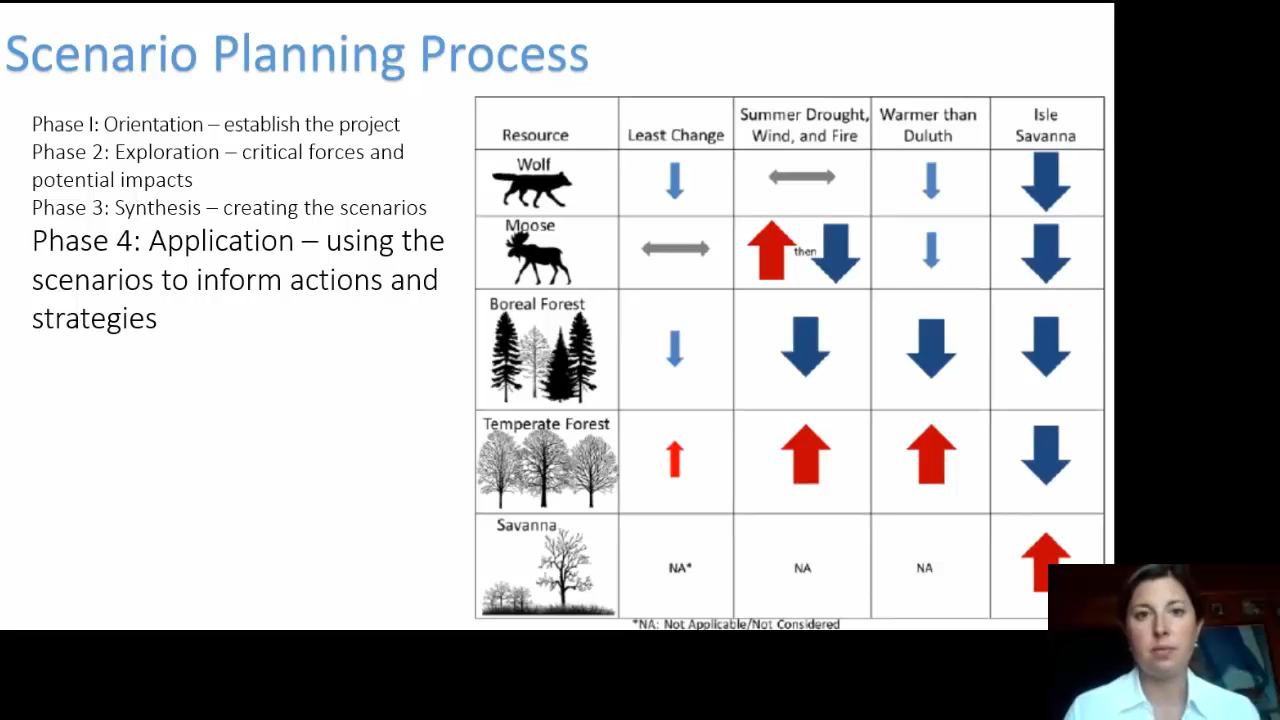 Scenario Planning Process
Phase I: Orientation – establish the project
Phase 2: Exploration – critical forces and
potential impacts
Phase 3: Synthesis – creating the scenarios
Phase 4: Application – using the
scenarios to inform actions and
strategies
Resource
Least Change
Summer Drought,
Wind, and Fire
Warmer than
Duluth
Isle
Savanna
Wolf
Moose
then
Boreal Forest
Temperate Forest
Savanna
NA*
NA
NA
*NA: Not Applicable/Not Considered